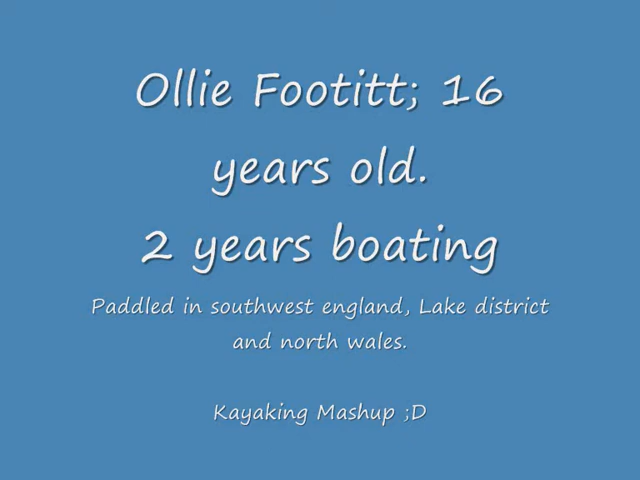 Ollie Footitt; 16
years old.
2 years boating
Paddled in southwest england, Lake district
and north wales.
Kayaking Mashup ;D